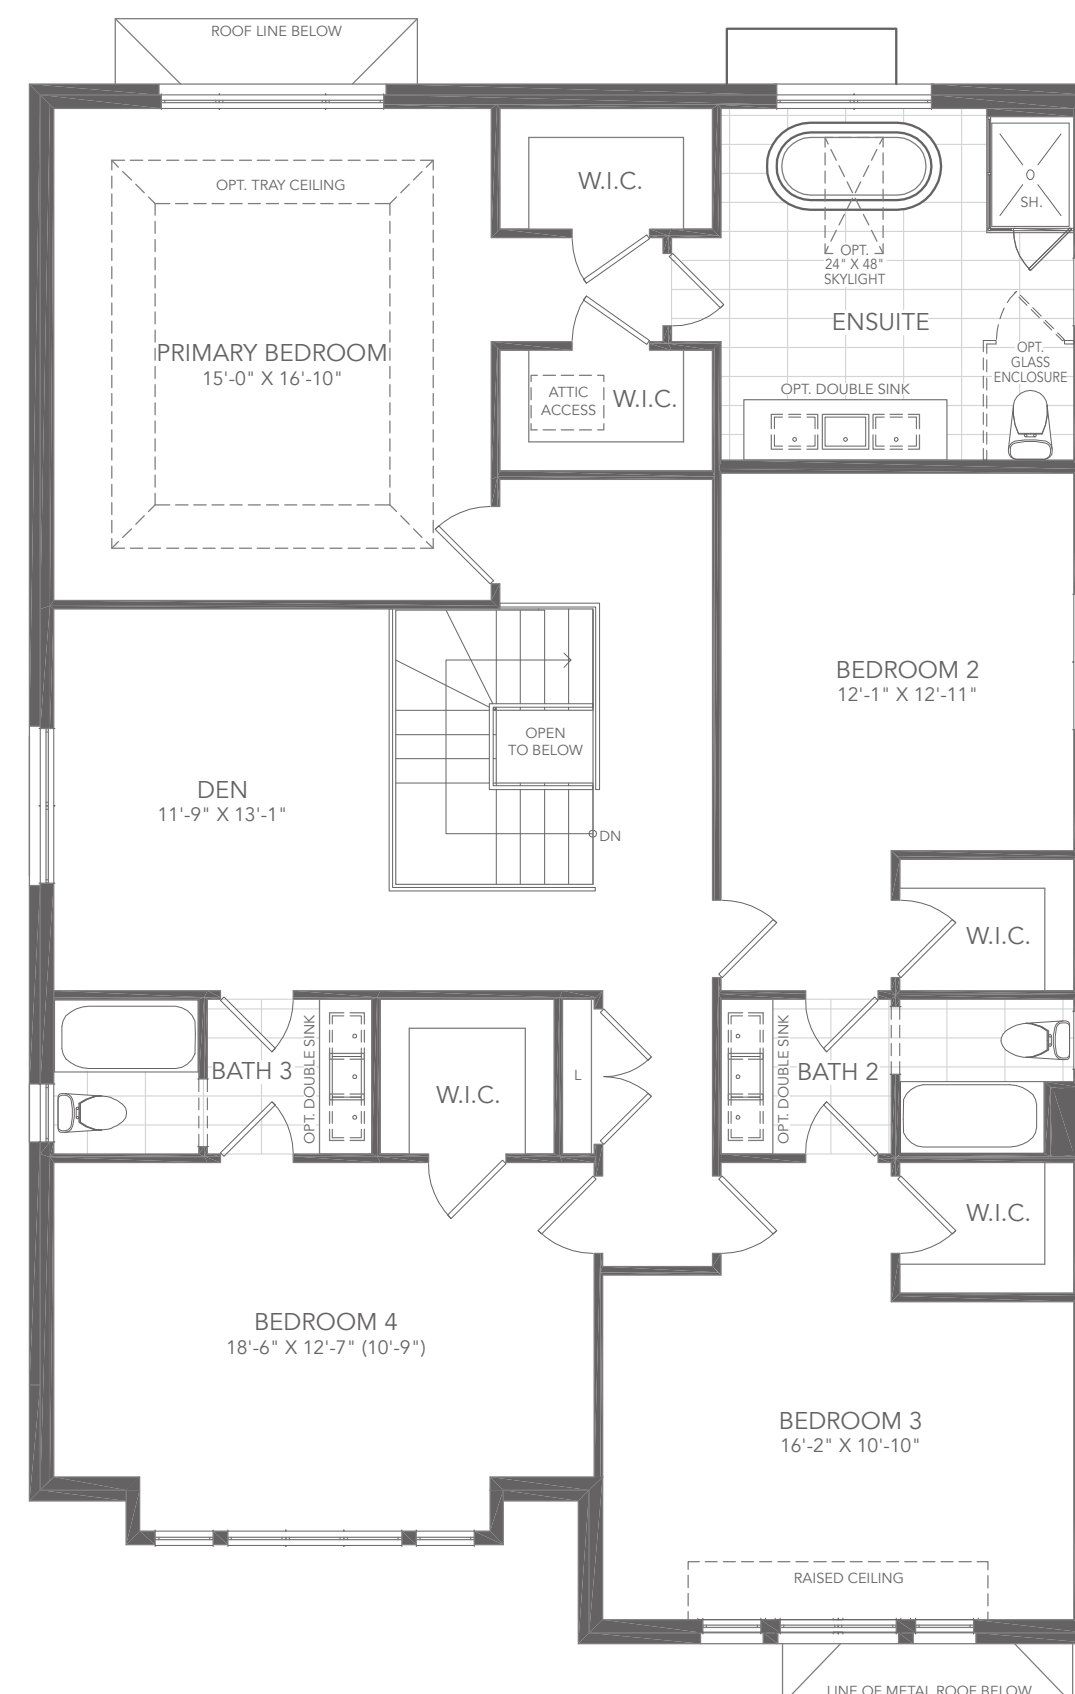 ROOF LINE BELOW
OPT. TRAY CEILING
W.I.C.
SH.
OPT.
24" X 48"
SKYLIGHT
ENSUITE
PRIMARY BEDROOM
15'-0" X 16'-10"
OPT.
GLASS
ENCLOSURE
ATTIC
ACCESS
W.I.C.
OPT. DOUBLE SINK
BEDROOM 2
12'-1" X 12'-11"
OPEN
TO BELOW
DEN
11'-9" X 13'-1"
DN
W.I.C.
BATH 3
OPT. DOUBLE SINK
W.I.C.
L
OPT. DOUBLE SINK
BATH 2
W.I.C.
BEDROOM 4
18'-6" X 12'-7" (10'-9")
BEDROOM 3
16'-2" X 10'-10"
RAISED CEILING
LINE OF METAL ROOF BELOW